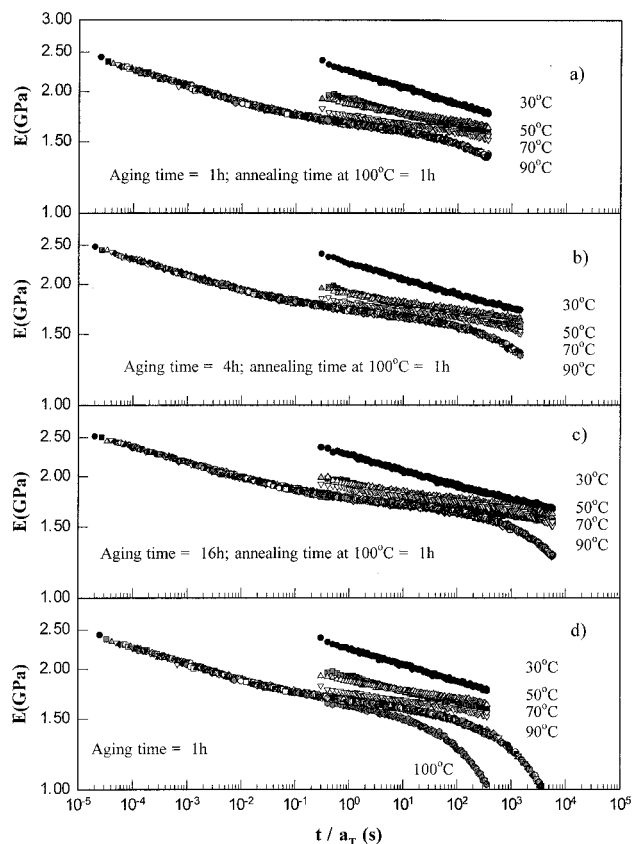 3.00
2.50
2.00
1.50
1.00
E(GPa)
a)
30°C
50°C
70°C
90°C
Aging time = 1h; annealing time at 100°C = 1h
2.50
2.00
1.50
1.00
E(GPa)
b)
30°C
50°C
70°C
90°C
Aging time = 4h; annealing time at 100°C = 1h
2.50
2.00
1.50
1.00
E(GPa)
c)
30°C
50°C
70°C
90°C
Aging time = 16h; annealing time at 100°C = 1h
2.50
2.00
1.50
1.00
E(GPa)
d)
30°C
50°C
70°C
90°C
100°C
Aging time = 1h
10⁻⁵ 10⁻⁴ 10⁻³ 10⁻² 10⁻¹ 10⁰ 10¹ 10² 10³ 10⁴ 10⁵
t / a_T (s)